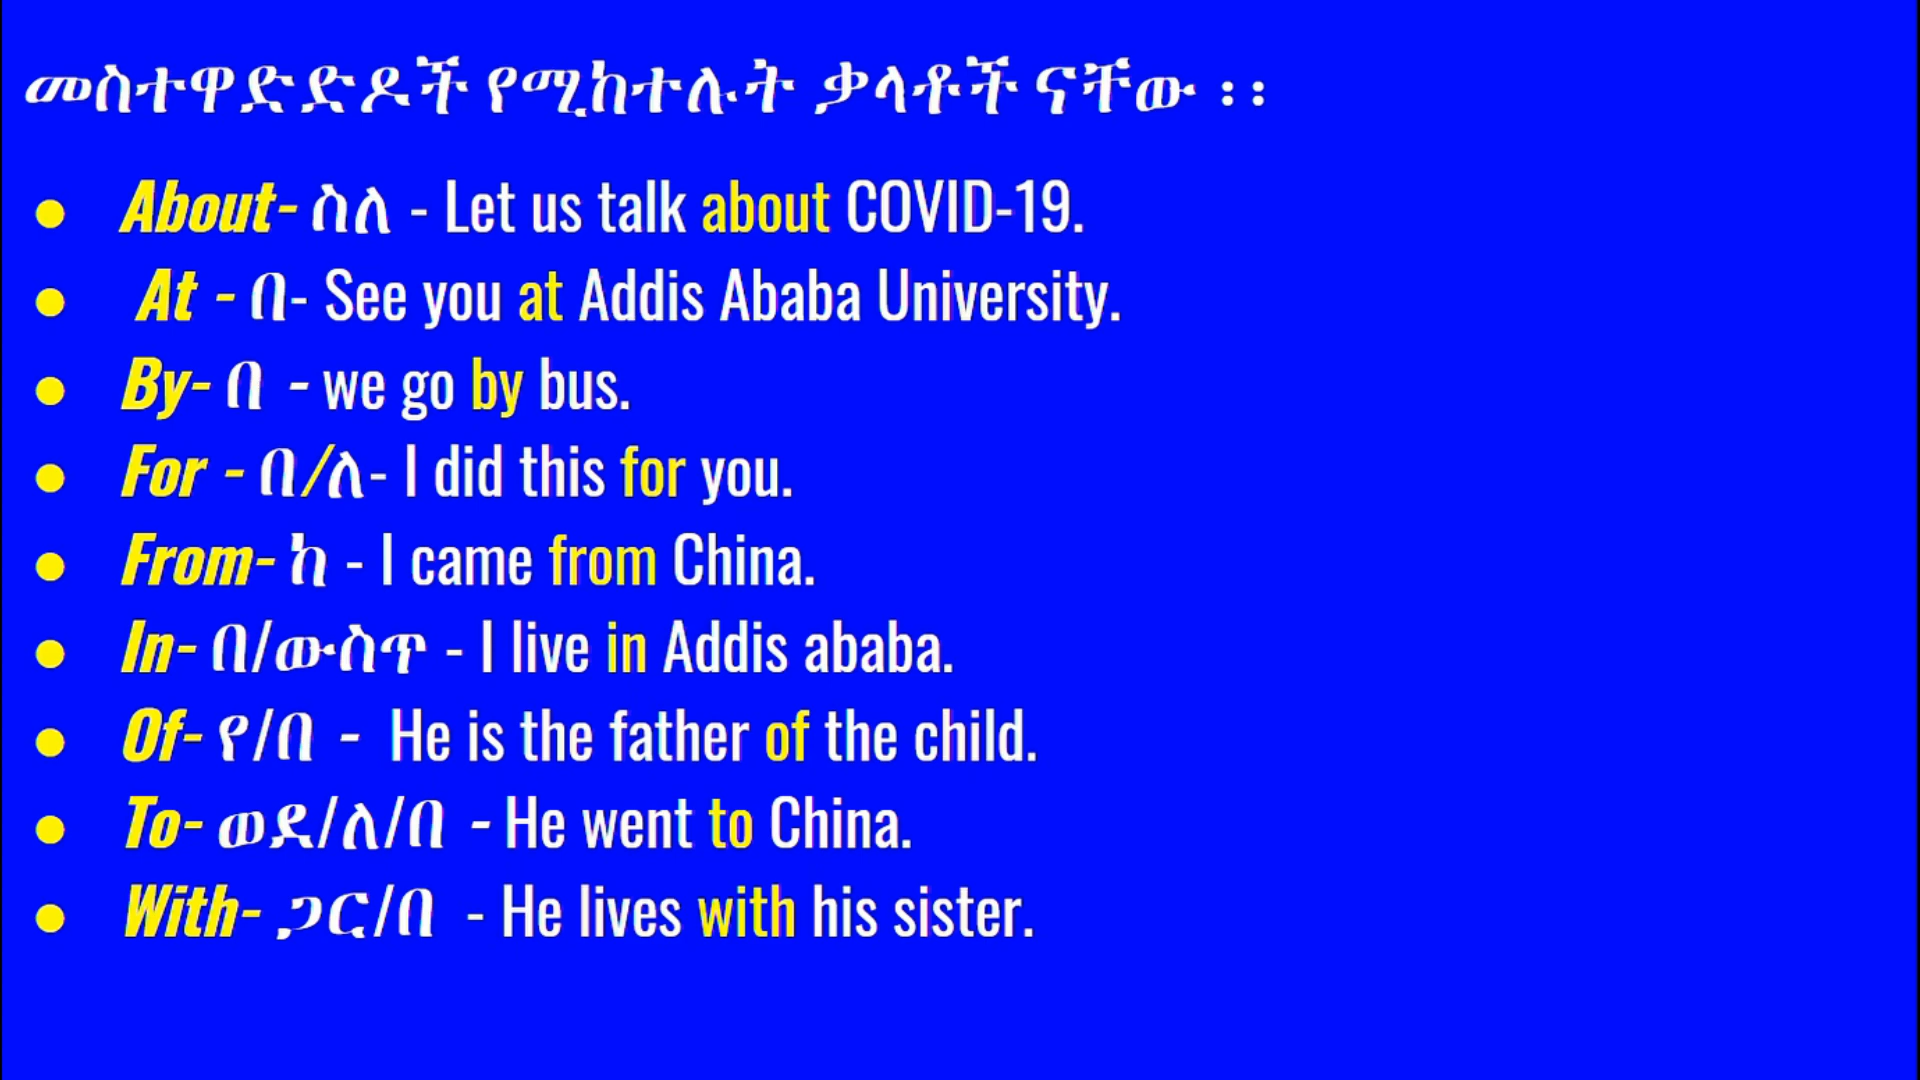 መስተዋድድዶች የሚከተሉት ቃላቶች ናቸው ፡፡
● About- ስለ - Let us talk about COVID-19.
● At - በ- See you at Addis Ababa University.
● By- በ - we go by bus.
● For - በ/ለ- I did this for you.
● From- ከ - I came from China.
● In- በ/ውስጥ - I live in Addis ababa.
● Of- የ/በ - He is the father of the child.
● To- ወደ/ለ/በ - He went to China.
● With- ጋር/በ - He lives with his sister.